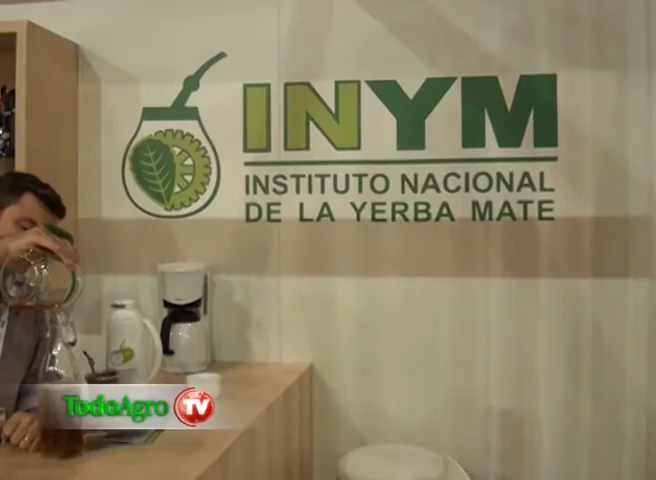 INYM
INSTITUTO NACIONAL
DE LA YERBA MATE
TodoAgro TV